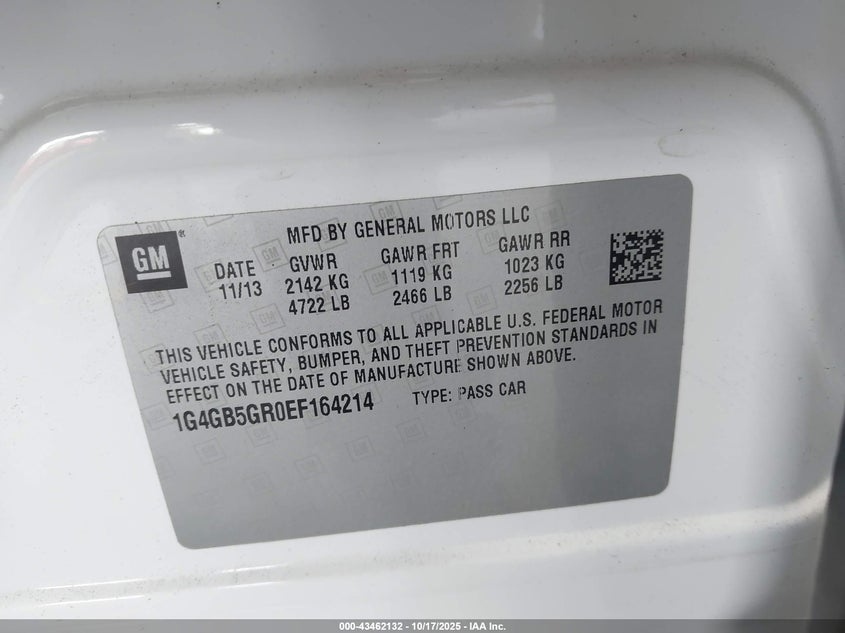 GM®
MFD BY GENERAL MOTORS LLC
DATE GVWR GAWR FRT GAWR RR
11/13 2142 KG 1119 KG 1023 KG
4722 LB 2466 LB 2256 LB
THIS VEHICLE CONFORMS TO ALL APPLICABLE U.S. FEDERAL MOTOR
VEHICLE SAFETY, BUMPER, AND THEFT PREVENTION STANDARDS IN
EFFECT ON THE DATE OF MANUFACTURE SHOWN ABOVE.
1G4GB5GR0EF164214 TYPE: PASS CAR
000-43462132 - 10/17/2025 - IAA Inc.